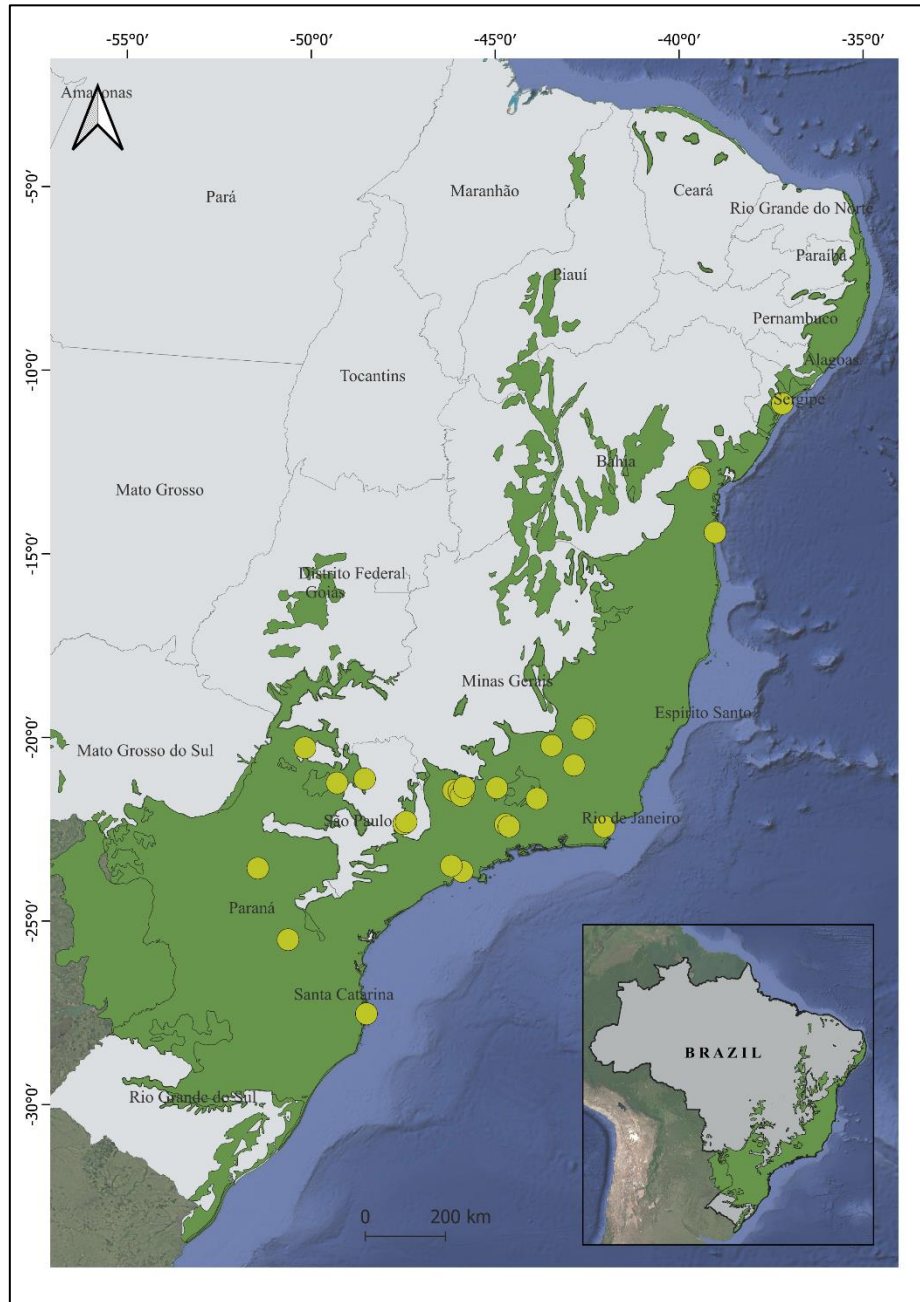 -55°0′ -50°0′ -45°0′ -40°0′ -35°0′
Amazonas
-5°0′
Pará
Maranhão
Ceará
Rio Grande do Norte
Paraíba
Piauí
Pernambuco
Alagoas
-10°0′
Tocantins
Sergipe
Bahia
Mato Grosso
-15°0′
Distrito Federal
Goiás
Minas Gerais
Espirito Santo
-20°0′
Mato Grosso do Sul
São Paulo
Rio de Janeiro
Paraná
-25°0′
Santa Catarina
BRAZIL
Rio Grande do Sul
-30°0′
0 200 km